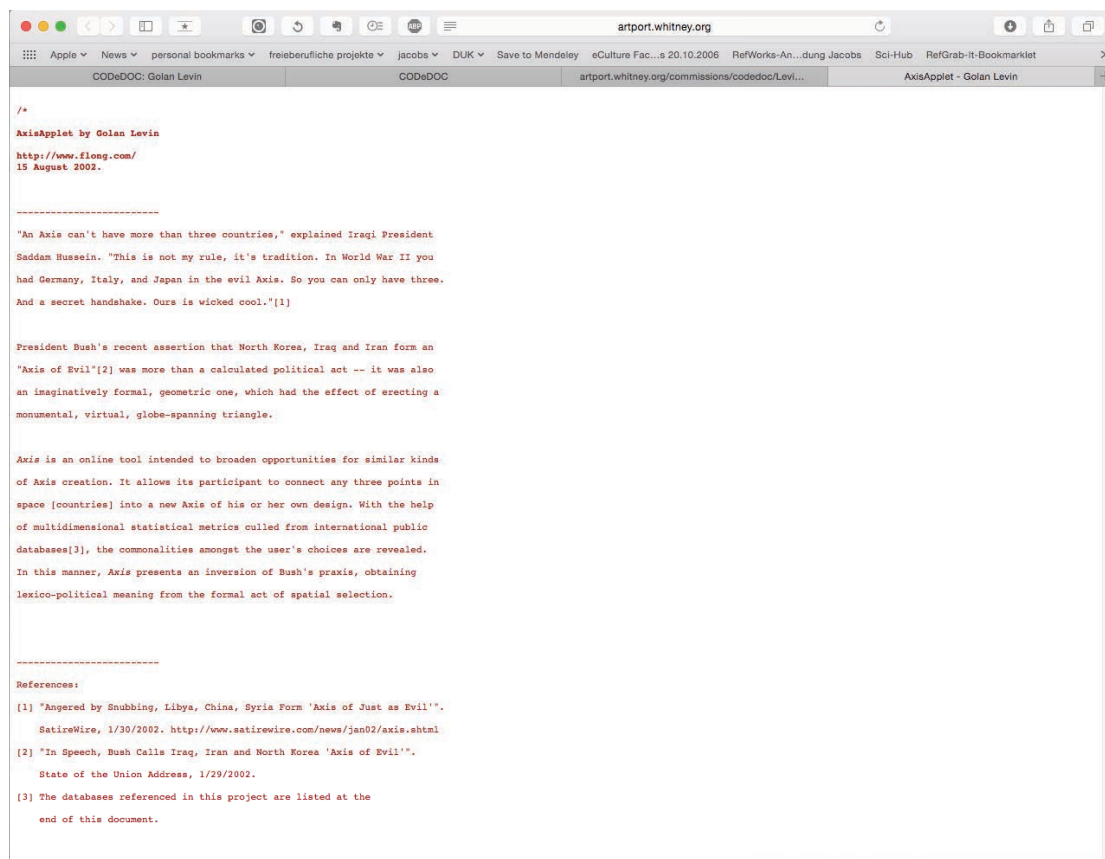 artport.whitney.org
Apple News personal bookmarks freieberufliche projekte jacobs DUK Save to Mendeley eCulture Fac...s 20.10.2006 RefWorks-An...dung Jacobs Sci-Hub RefGrab-It-Bookmarklet
CODeDOC: Golan Levin CODeDOC artport.whitney.org/commissions/codedoc/Levi... AxisApplet - Golan Levin
/*
AxisApplet by Golan Levin
http://www.flong.com/
15 August 2002.
-------------------------
"An Axis can't have more than three countries," explained Iraqi President
Saddam Hussein. "This is not my rule, it's tradition. In World War II you
had Germany, Italy, and Japan in the evil Axis. So you can only have three.
And a secret handshake. Ours is wicked cool."[1]
President Bush's recent assertion that North Korea, Iraq and Iran form an
"Axis of Evil"[2] was more than a calculated political act -- it was also
an imaginatively formal, geometric one, which had the effect of erecting a
monumental, virtual, globe-spanning triangle.
Axis is an online tool intended to broaden opportunities for similar kinds
of Axis creation. It allows its participant to connect any three points in
space [countries] into a new Axis of his or her own design. With the help
of multidimensional statistical metrics culled from international public
databases[3], the commonalities amongst the user's choices are revealed.
In this manner, Axis presents an inversion of Bush's praxis, obtaining
lexico-political meaning from the formal act of spatial selection.
-------------------------
References:
[1] "Angered by Snubbing, Libya, China, Syria Form 'Axis of Just as Evil'".
SatireWire, 1/30/2002. http://www.satirewire.com/news/jan02/axis.shtml
[2] "In Speech, Bush Calls Iraq, Iran and North Korea 'Axis of Evil'".
State of the Union Address, 1/29/2002.
[3] The databases referenced in this project are listed at the
end of this document.